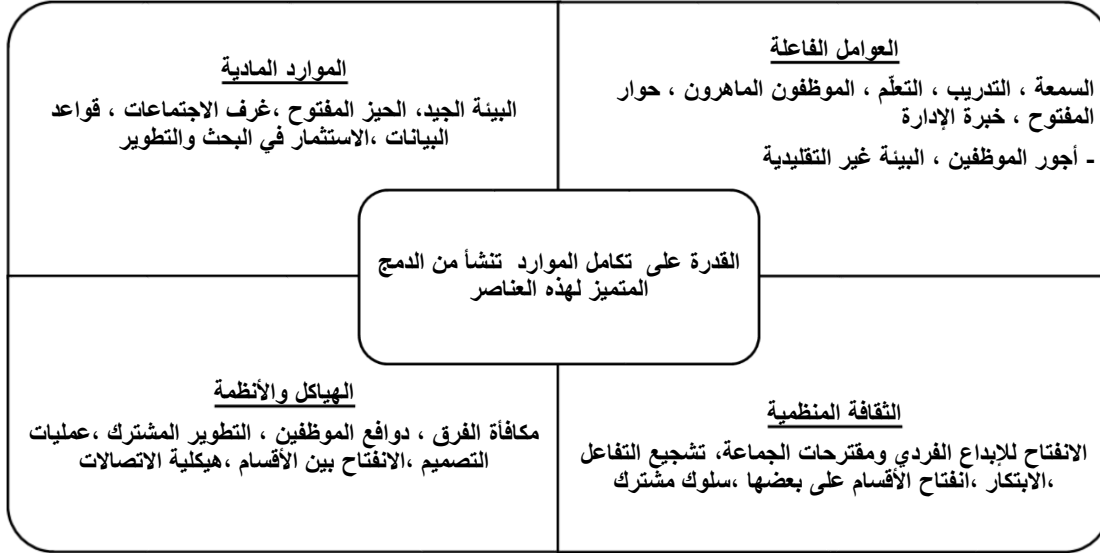 العوامل الفاعلة
السمعة ، التدريب ، التعلّم ، الموظفون الماهرون ، حوار
المفتوح ، خبرة الإدارة
- أجور الموظفين ، البيئة غير التقليدية
الموارد المادية
البيئة الجيد، الحيز المفتوح ،غرف الاجتماعات ، قواعد
البيانات ،الاستثمار في البحث والتطوير
القدرة على تكامل الموارد تنشأ من الدمج
المتميز لهذه العناصر
الثقافة المنظمية
الانفتاح للإبداع الفردي ومقترحات الجماعة، تشجيع التفاعل
،الابتكار ،انفتاح الأقسام على بعضها ،سلوك مشترك
الهياكل والأنظمة
مكافأة الفرق ، دوافع الموظفين ، التطوير المشترك ،عمليات
التصميم ،الانفتاح بين الأقسام ،هيكلية الاتصالات